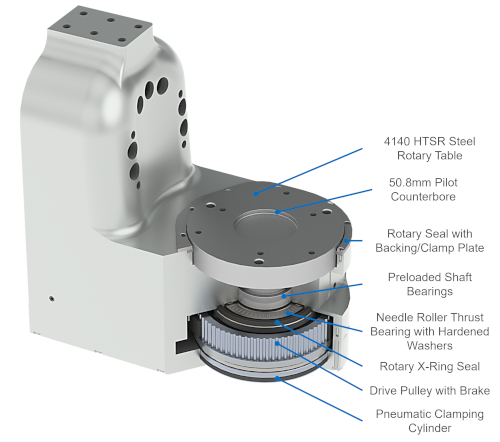 4140 HTSR Steel
Rotary Table
50.8mm Pilot
Counterbore
Rotary Seal with
Backing/Clamp Plate
Preloaded Shaft
Bearings
Needle Roller Thrust
Bearing with Hardened
Washers
Rotary X-Ring Seal
Drive Pulley with Brake
Pneumatic Clamping
Cylinder